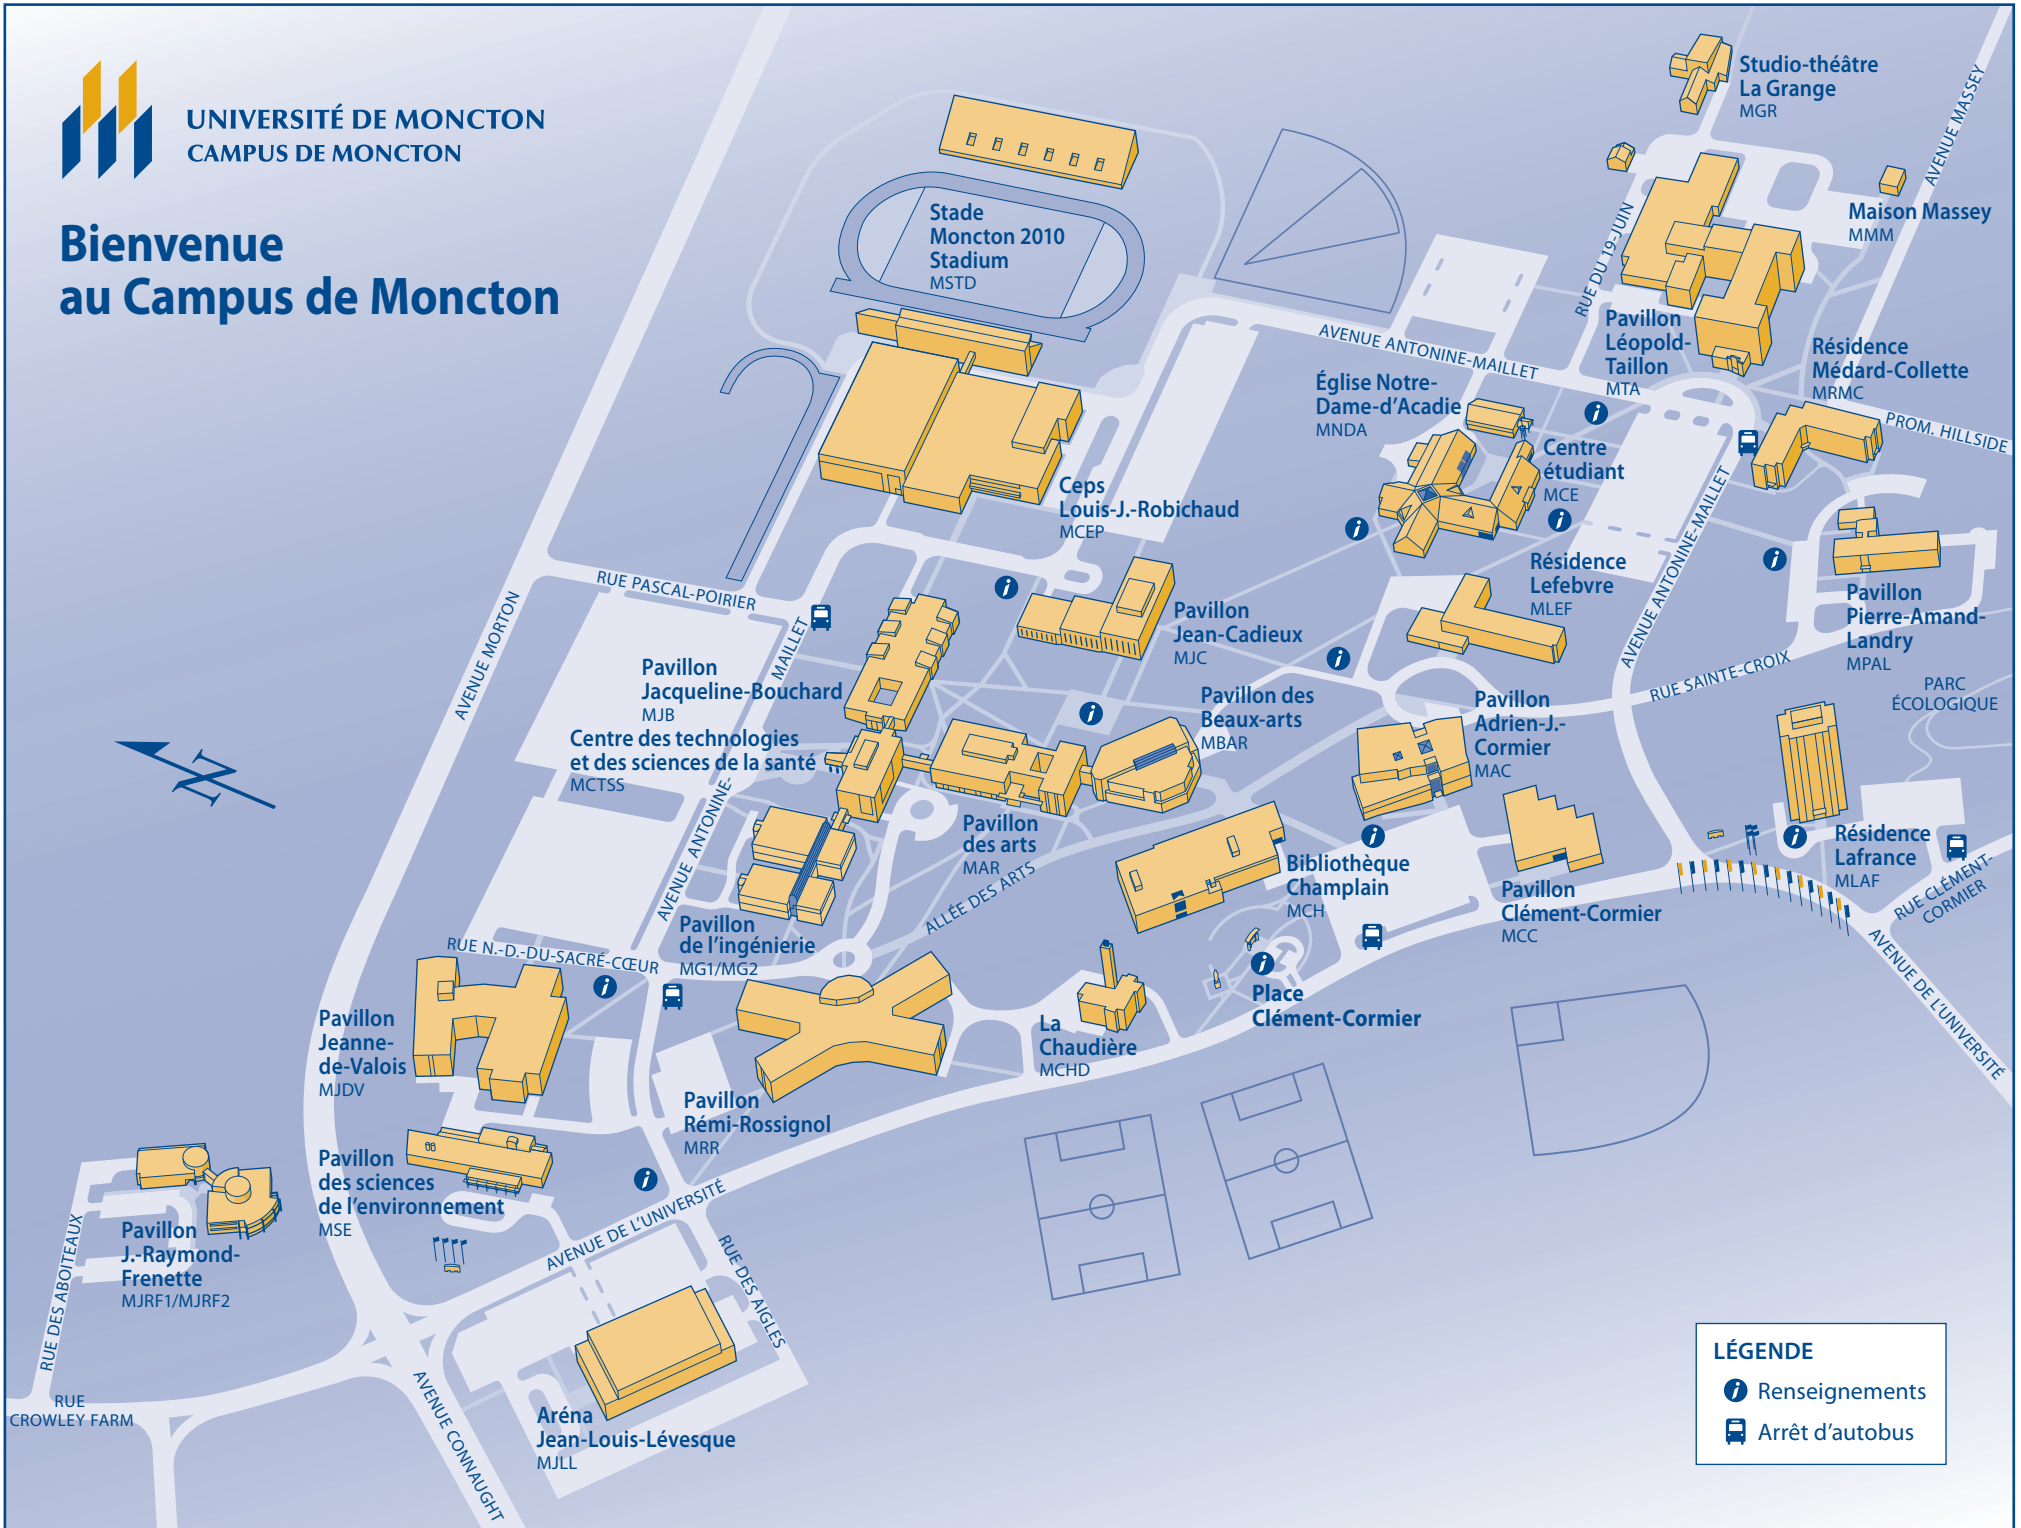 UNIVERSITÉ DE MONCTON
CAMPUS DE MONCTON
Bienvenue
au Campus de Moncton
Studio-théâtre
La Grange
MGR
AVENUE MASSEY
Maison Massey
MMM
RUE DU 19-JUIN
Stade
Moncton 2010
Stadium
MSTD
Pavillon
Léopold-
Taillon
MTA
AVENUE ANTONINE-MAILLET
Résidence
Médard-Collette
MRMC
PROM. HILLSIDE
Église Notre-
Dame-d'Acadie
MNDA
Centre
étudiant
MCE
Ceps
Louis-J.-Robichaud
MCEP
AVENUE ANTONINE-MAILLET
Résidence
Lefebvre
MLEF
Pavillon
Pierre-Amand-
Landry
MPAL
RUE PASCAL-POIRIER
AVENUE MORTON
Pavillon
Jean-Cadieux
MJC
RUE SAINTE-CROIX
PARC
ÉCOLOGIQUE
Pavillon
Jacqueline-Bouchard
MJB
Pavillon des
Beaux-arts
MBAR
Pavillon
Adrien-J.-
Cormier
MAC
Centre des technologies
et des sciences de la santé
MCTSS
AVENUE ANTONINE-
MAILLET
Pavillon
des arts
MAR
ALLÉE DES ARTS
Bibliothèque
Champlain
MCH
Pavillon
Clément-Cormier
MCC
Résidence
Lafrance
MLAF
RUE CLÉMENT-
CORMIER
AVENUE DE L'UNIVERSITÉ
Pavillon
de l'ingénierie
MG1/MG2
RUE N.-D.-DU-SACRÉ-CŒUR
Place
Clément-Cormier
La
Chaudière
MCHD
Pavillon
Jeanne-
de-Valois
MJDV
Pavillon
Rémi-Rossignol
MRR
Pavillon
des sciences
de l'environnement
MSE
Pavillon
J.-Raymond-
Frenette
MJRF1/MJRF2
RUE DES ABOITEAUX
AVENUE DE L'UNIVERSITÉ
RUE DES AIGLES
RUE
CROWLEY FARM
AVENUE CONNAUGHT
Aréna
Jean-Louis-Lévesque
MJLL
N
LÉGENDE
i Renseignements
Arrêt d'autobus